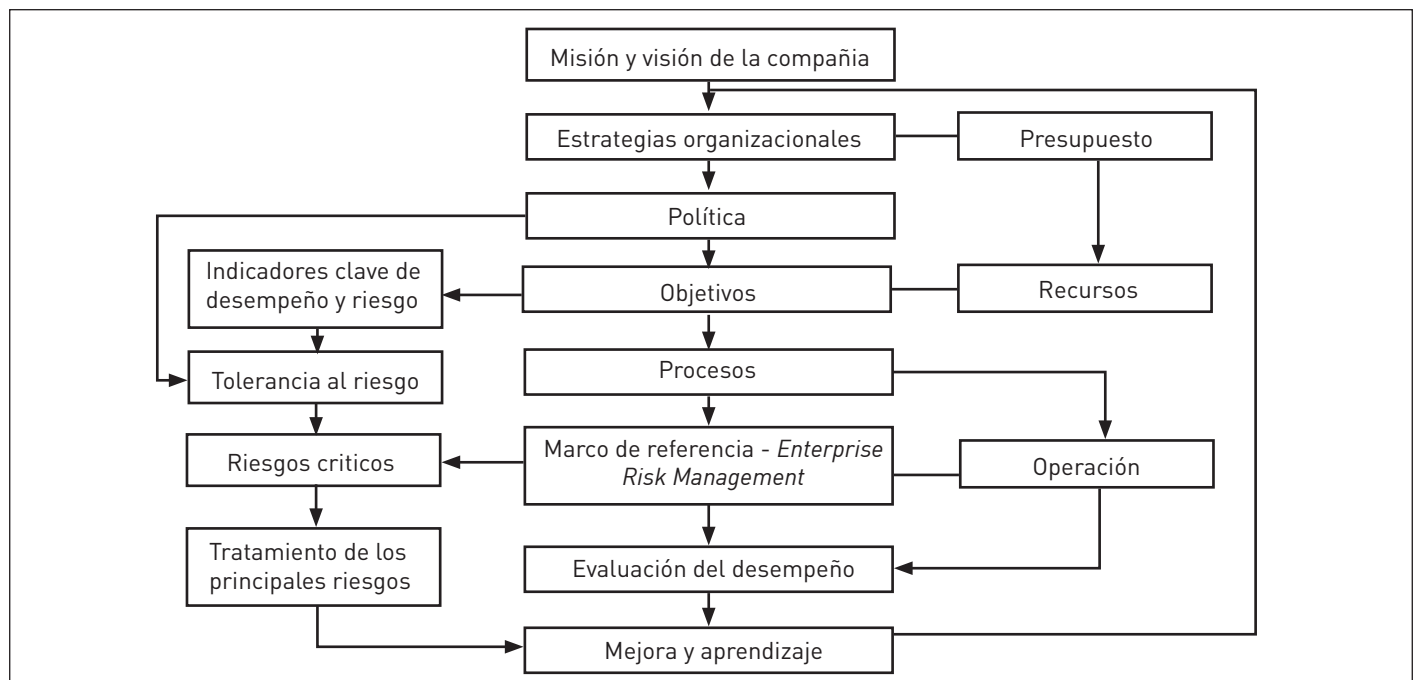 Misión y visión de la compañia
Estrategias organizacionales
Presupuesto
Política
Indicadores clave de
desempeño y riesgo
Objetivos
Recursos
Tolerancia al riesgo
Procesos
Riesgos criticos
Marco de referencia - Enterprise
Risk Management
Operación
Tratamiento de los
principales riesgos
Evaluación del desempeño
Mejora y aprendizaje